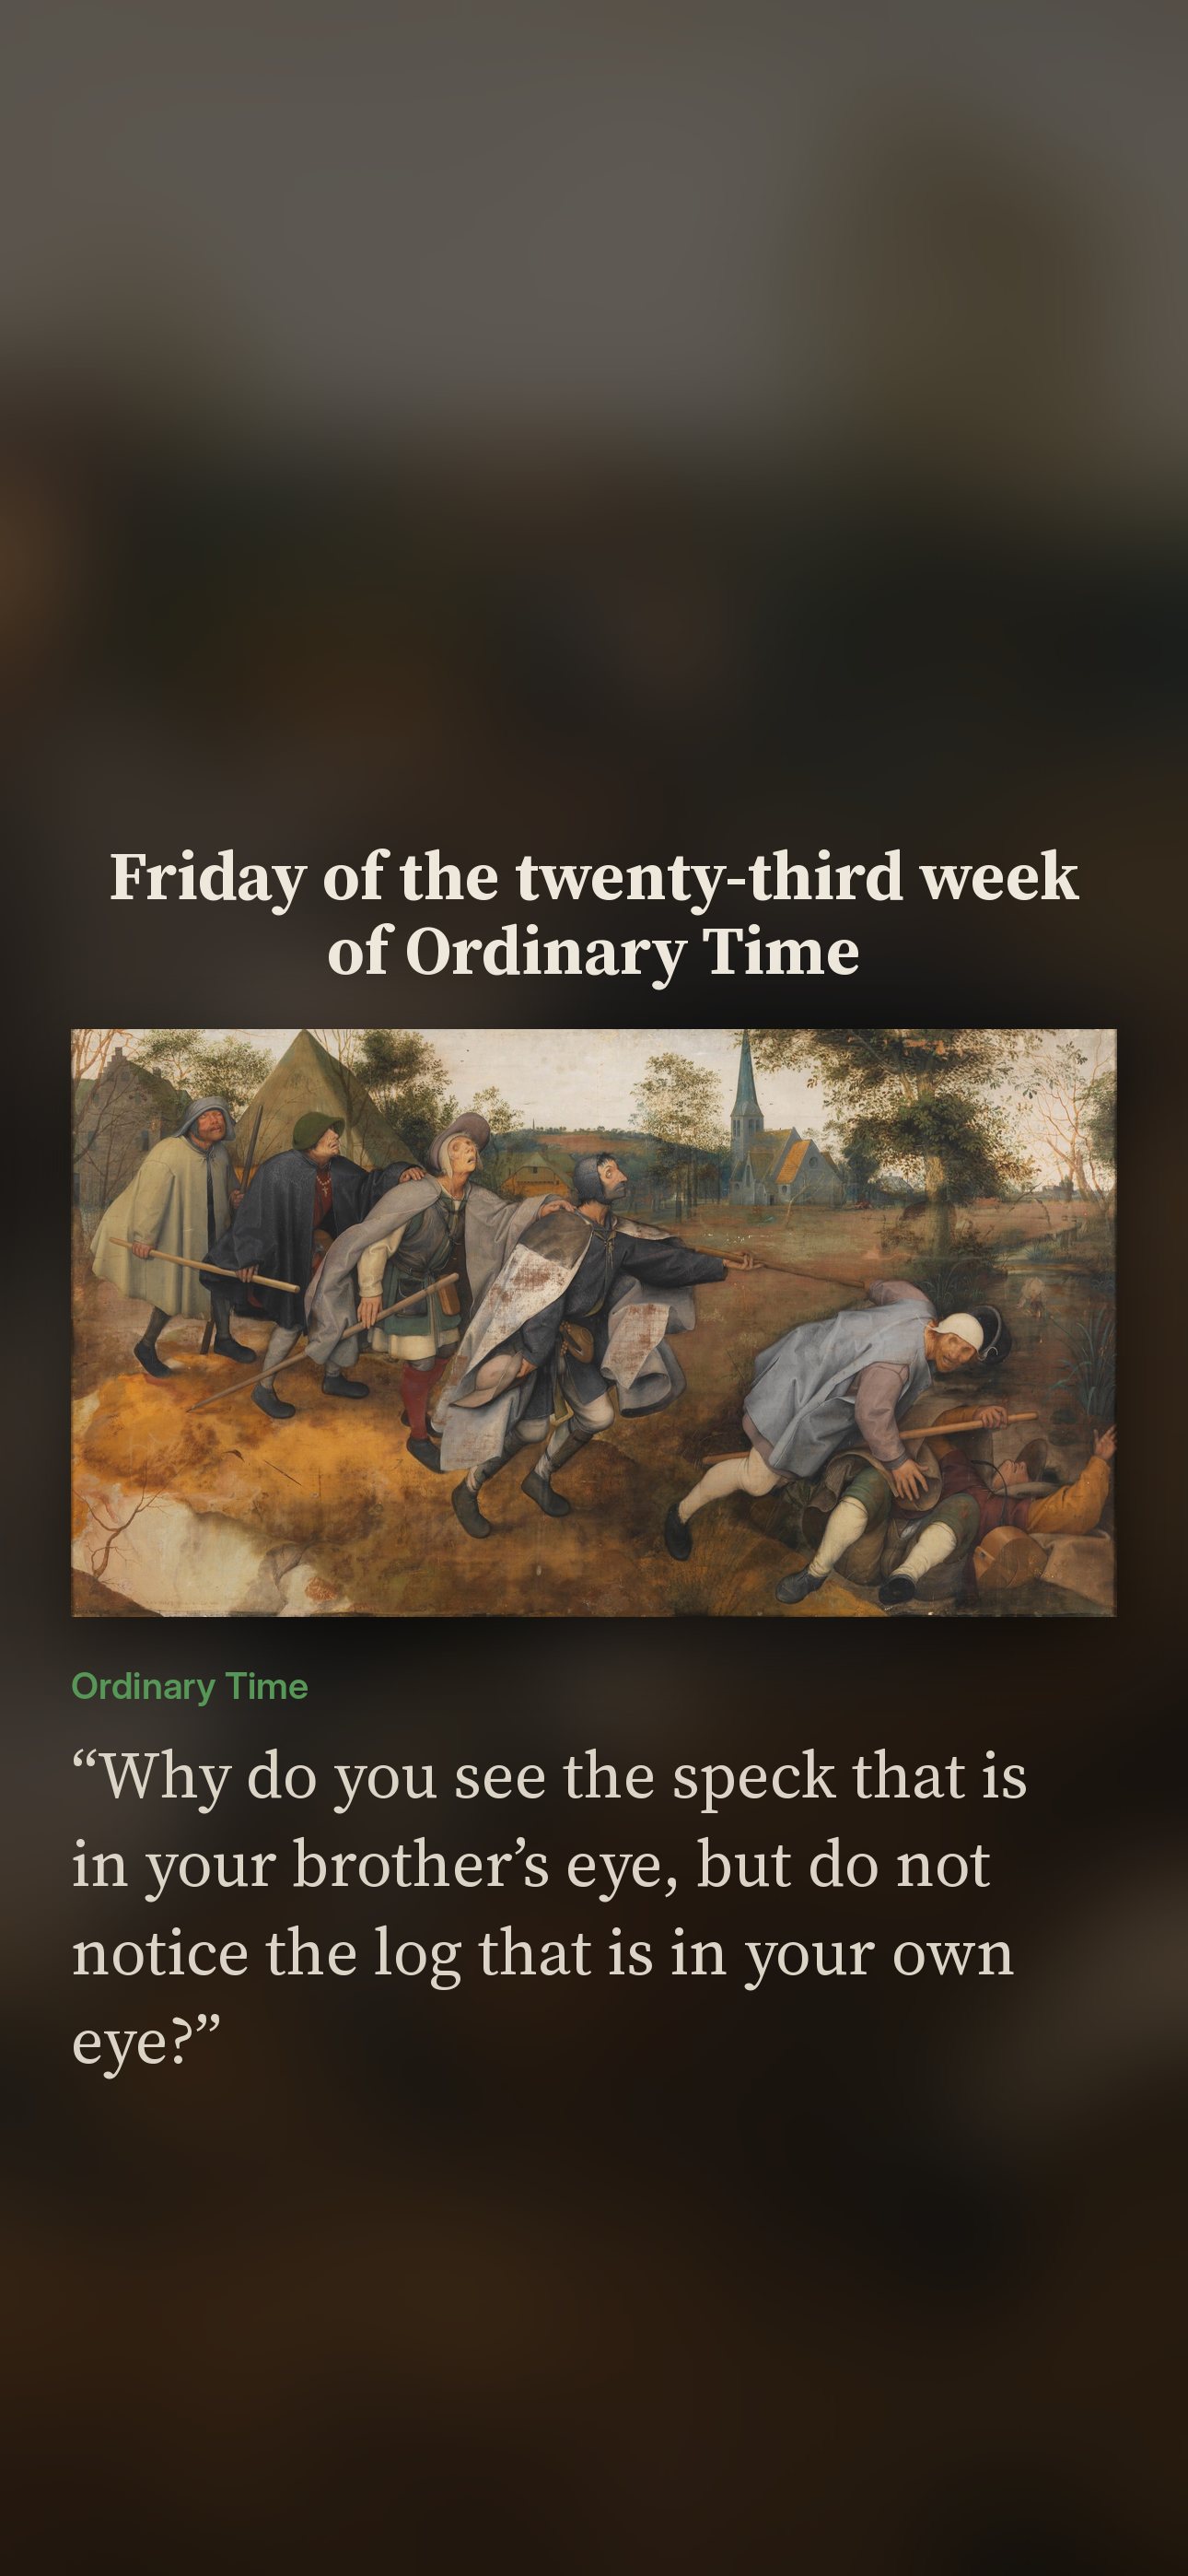 Friday of the twenty-third week
of Ordinary Time
Ordinary Time
“Why do you see the speck that is
in your brother’s eye, but do not
notice the log that is in your own
eye?”